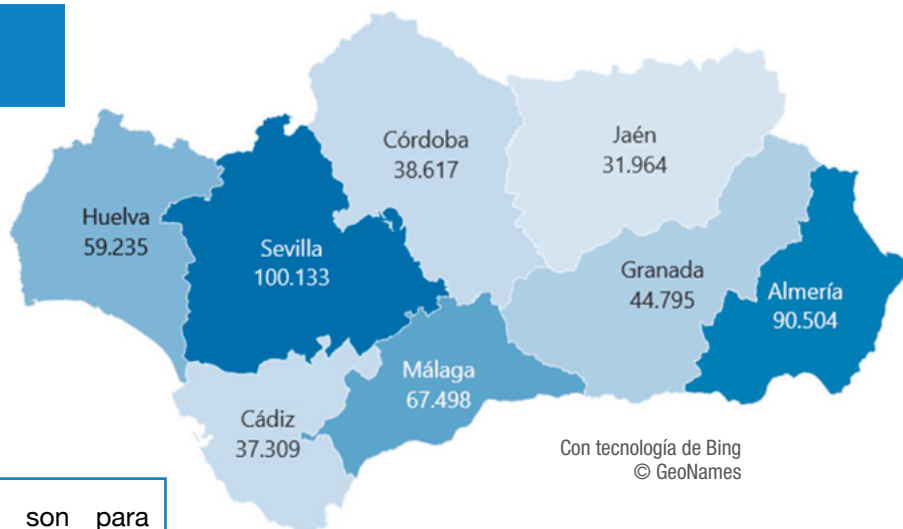 Córdoba
38.617
Jaén
31.964
Huelva
59.235
Sevilla
100.133
Granada
44.795
Almería
90.504
Málaga
67.498
Cádiz
37.309
Con tecnología de Bing
© GeoNames
son para